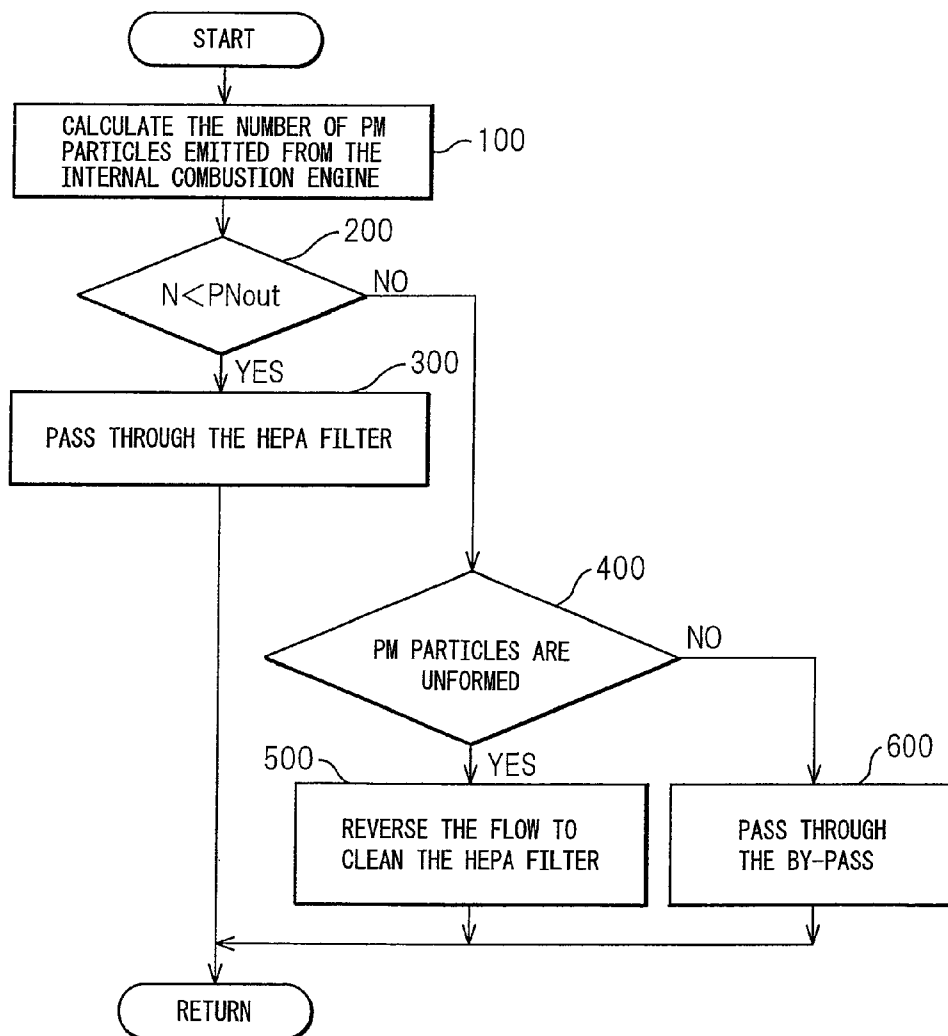 START
CALCULATE THE NUMBER OF PM
PARTICLES EMITTED FROM THE
INTERNAL COMBUSTION ENGINE
100
200
N<PNout
NO
YES
300
PASS THROUGH THE HEPA FILTER
400
PM PARTICLES ARE
UNFORMED
NO
YES
500
REVERSE THE FLOW TO
CLEAN THE HEPA FILTER
600
PASS THROUGH
THE BY-PASS
RETURN